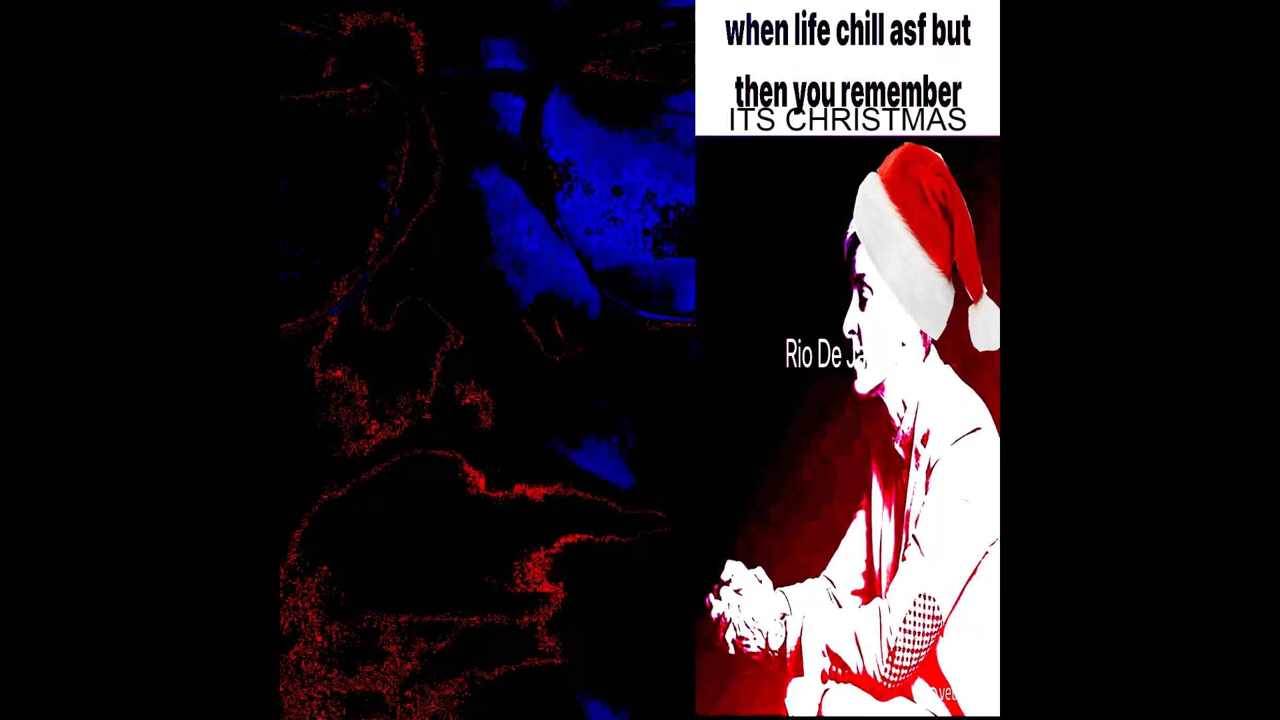 when life chill asf but
then you remember
ITS CHRISTMAS
Rio De